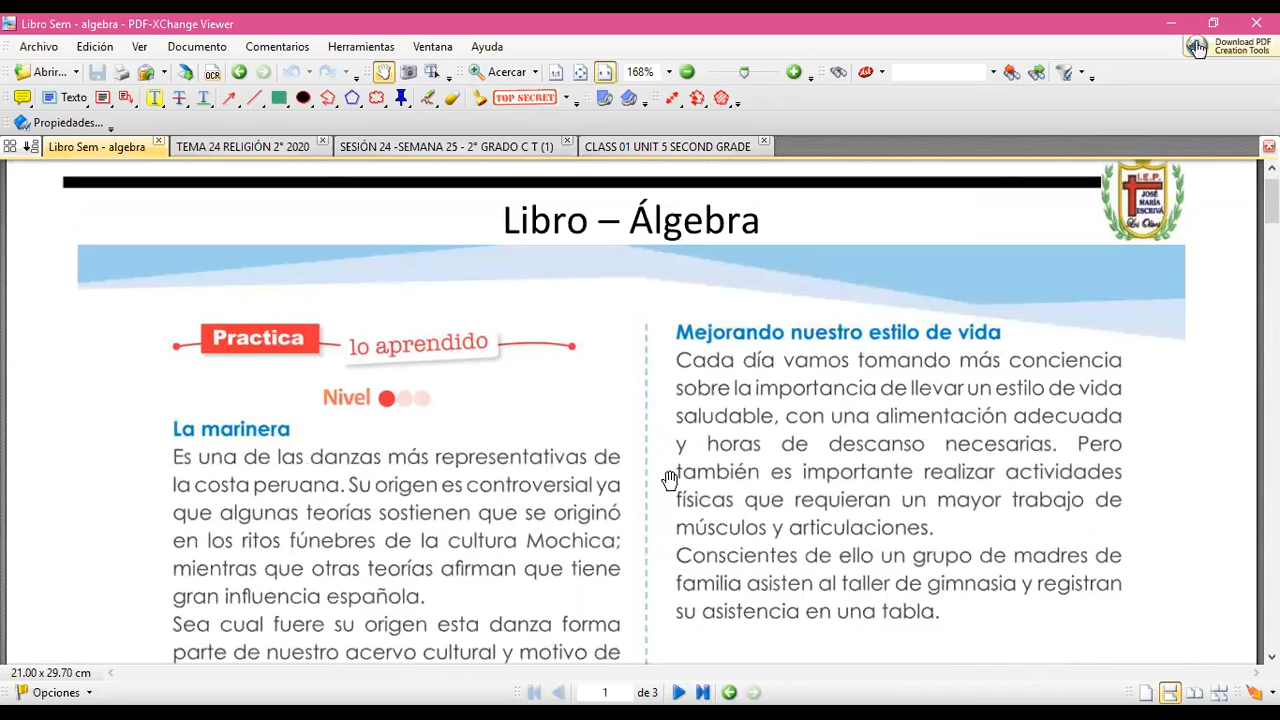 Libro Sem - algebra - PDF-XChange Viewer
Archivo Edición Ver Documento Comentarios Herramientas Ventana Ayuda
Download PDF
Creation Tools
Abrir... OCR Acercar 168%
Texto TOP SECRET
Propiedades...
Libro Sem - algebra TEMA 24 RELIGIÓN 2° 2020 SESIÓN 24 -SEMANA 25 - 2° GRADO C T (1) CLASS 01 UNIT 5 SECOND GRADE
I.E.P.
JOSÉ
MARÍA
ESCRIVÁ
Los Olivos
Libro – Álgebra
Practica lo aprendido
Nivel
La marinera
Es una de las danzas más representativas de
la costa peruana. Su origen es controversial ya
que algunas teorías sostienen que se originó
en los ritos fúnebres de la cultura Mochica;
mientras que otras teorías afirman que tiene
gran influencia española.
Sea cual fuere su origen esta danza forma
parte de nuestro acervo cultural y motivo de
Mejorando nuestro estilo de vida
Cada día vamos tomando más conciencia
sobre la importancia de llevar un estilo de vida
saludable, con una alimentación adecuada
y horas de descanso necesarias. Pero
también es importante realizar actividades
físicas que requieran un mayor trabajo de
músculos y articulaciones.
Conscientes de ello un grupo de madres de
familia asisten al taller de gimnasia y registran
su asistencia en una tabla.
21.00 x 29.70 cm
Opciones 1 de 3